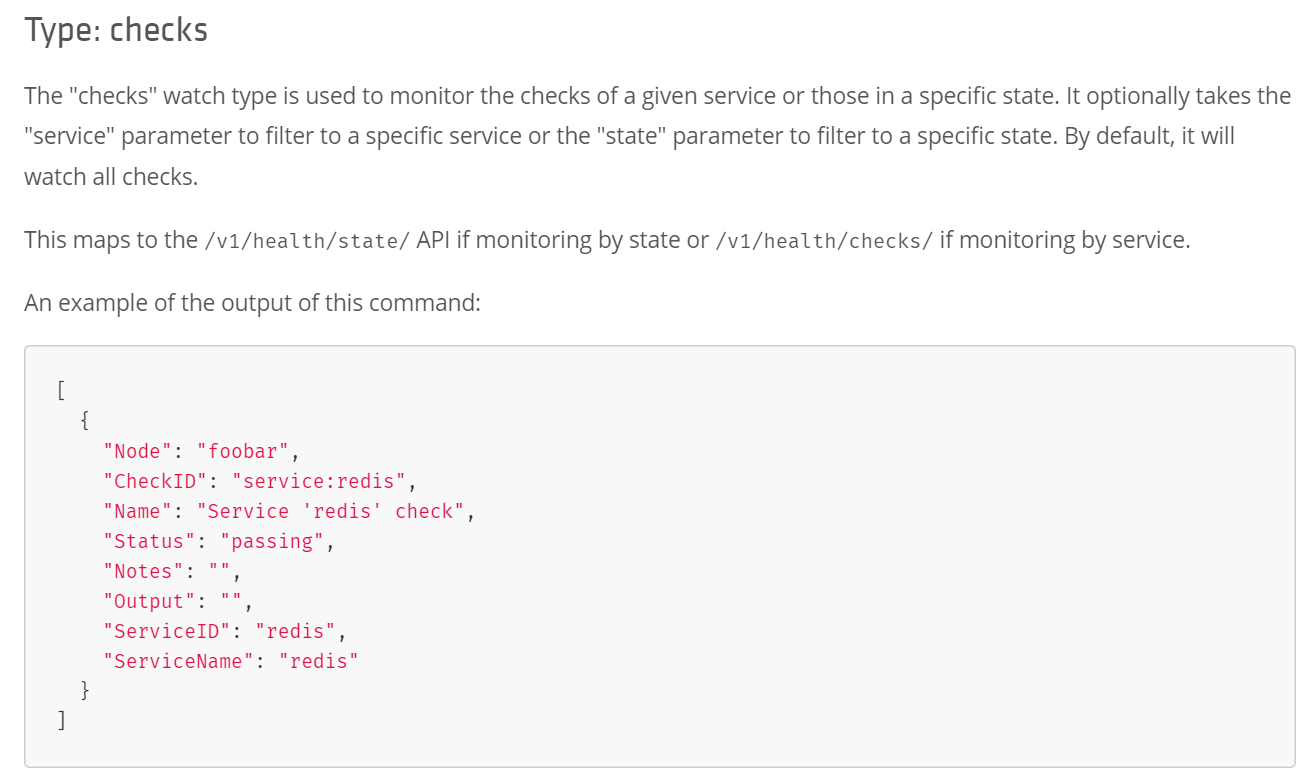 Type: checks
The "checks" watch type is used to monitor the checks of a given service or those in a specific state. It optionally takes the
"service" parameter to filter to a specific service or the "state" parameter to filter to a specific state. By default, it will
watch all checks.
This maps to the /v1/health/state/ API if monitoring by state or /v1/health/checks/ if monitoring by service.
An example of the output of this command:
[
  {
    "Node": "foobar",
    "CheckID": "service:redis",
    "Name": "Service 'redis' check",
    "Status": "passing",
    "Notes": "",
    "Output": "",
    "ServiceID": "redis",
    "ServiceName": "redis"
  }
]